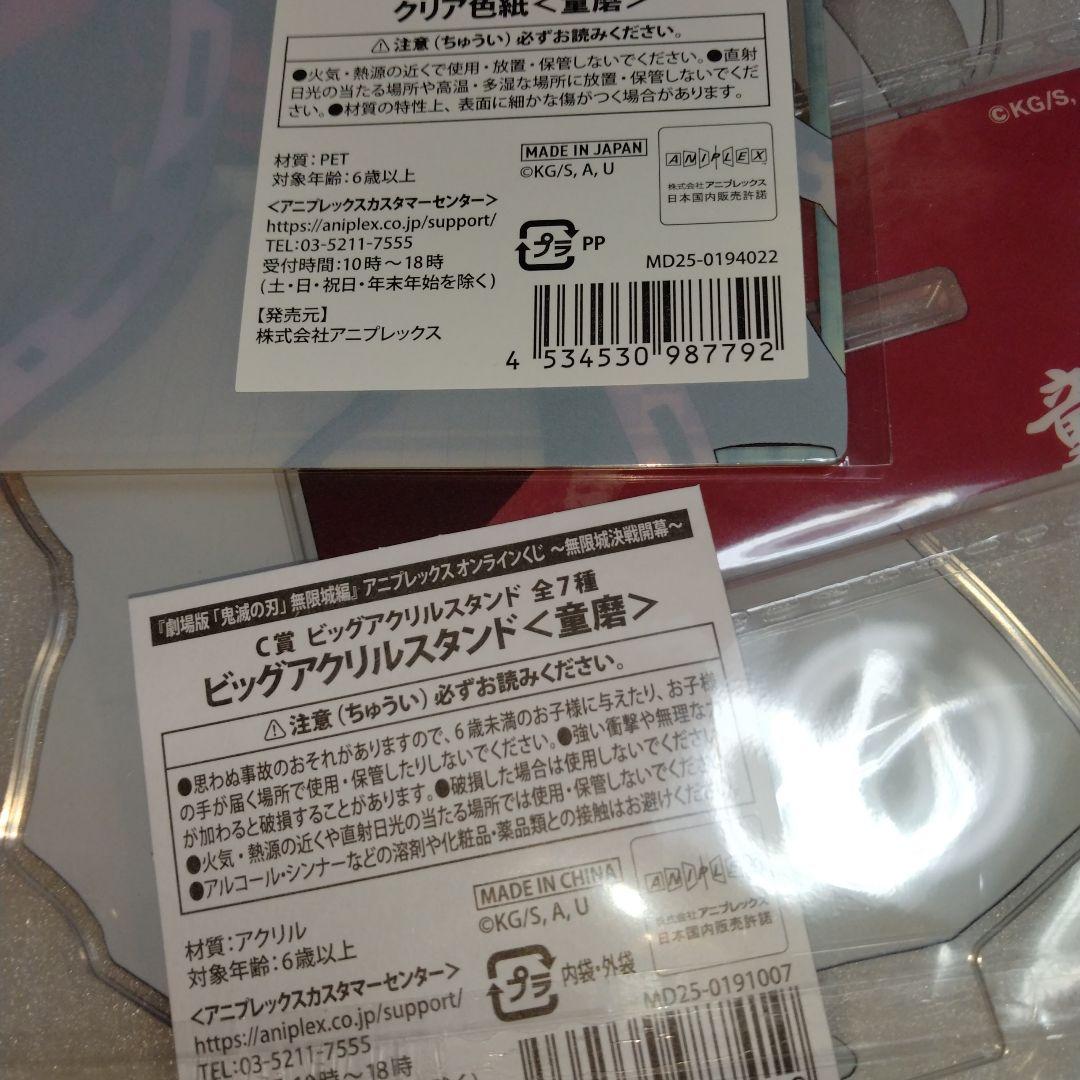 クリア色紙＜童磨＞
⚠注意（ちゅうい）必ずお読みください。
●火気・熱源の近くで使用・放置・保管しないでください。●直射
日光の当たる場所や高温・多湿な場所に放置・保管しないでくだ
さい。●材質の特性上、表面に細かな傷がつく場合があります。
材質：PET
対象年齢：6歳以上
＜アニプレックスカスタマーセンター＞
https://aniplex.co.jp/support/
TEL：03-5211-7555
受付時間：10時～18時
(土・日・祝日・年末年始を除く)
【発売元】
株式会社アニプレックス
MADE IN JAPAN
©KG/S, A, U
ANIPLEX
株式会社アニプレックス
日本国内販売許諾
プラ PP
MD25-0194022
4 534530 987792
©KG/S,
『劇場版「鬼滅の刃」無限城編』アニプレックス オンラインくじ ～無限城決戦開幕～
C賞 ビッグアクリルスタンド 全7種
ビッグアクリルスタンド＜童磨＞
⚠注意（ちゅうい）必ずお読みください。
●思わぬ事故のおそれがありますので、6歳未満のお子様に与えたり、お子様
の手が届く場所で使用・保管したりしないでください。●強い衝撃や無理な力
が加わると破損することがあります。●破損した場合は使用しないでください。
●火気・熱源の近くや直射日光の当たる場所では使用・保管しないでください。
●アルコール・シンナーなどの溶剤や化粧品・薬品類との接触はお避けください。
材質：アクリル
対象年齢：6歳以上
＜アニプレックスカスタマーセンター＞
https://aniplex.co.jp/support/
TEL：03-5211-7555
10時～18時
MADE IN CHINA
©KG/S, A, U
ANIPLEX
株式会社アニプレックス
日本国内販売許諾
プラ 内袋・外袋
MD25-0191007